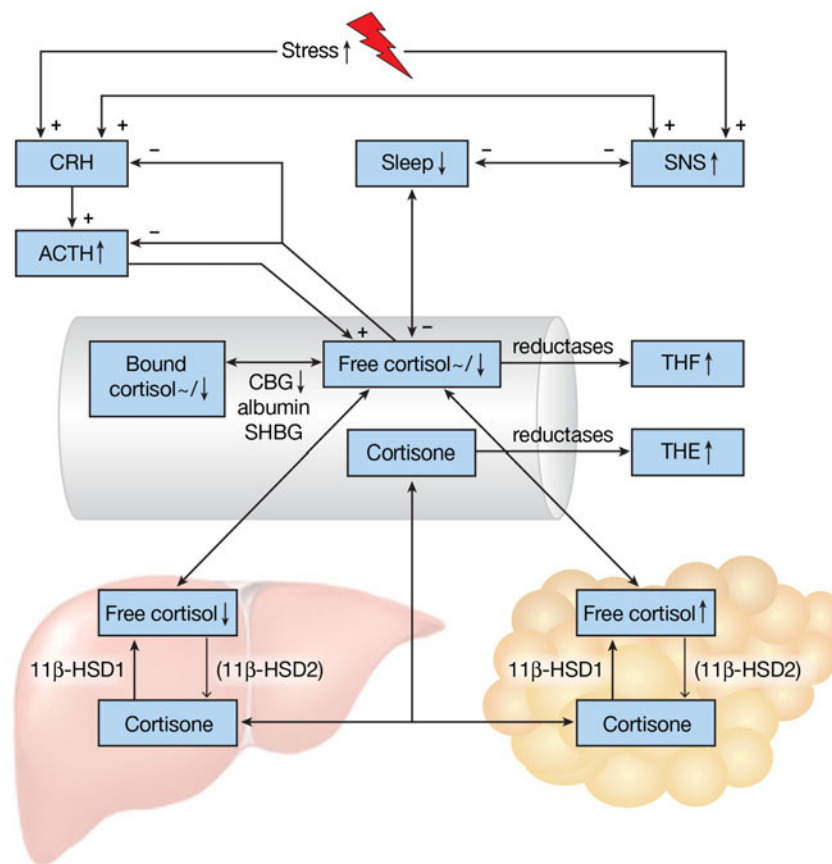 Stress↑
+ + + +
CRH
−
Sleep↓
− −
SNS↑
+
ACTH↑
−
+ −
Bound
cortisol~/↓
CBG↓
albumin
SHBG
Free cortisol~/↓
reductases
THF↑
Cortisone
reductases
THE↑
Free cortisol↓
11β-HSD1
(11β-HSD2)
Cortisone
Free cortisol↑
11β-HSD1
(11β-HSD2)
Cortisone